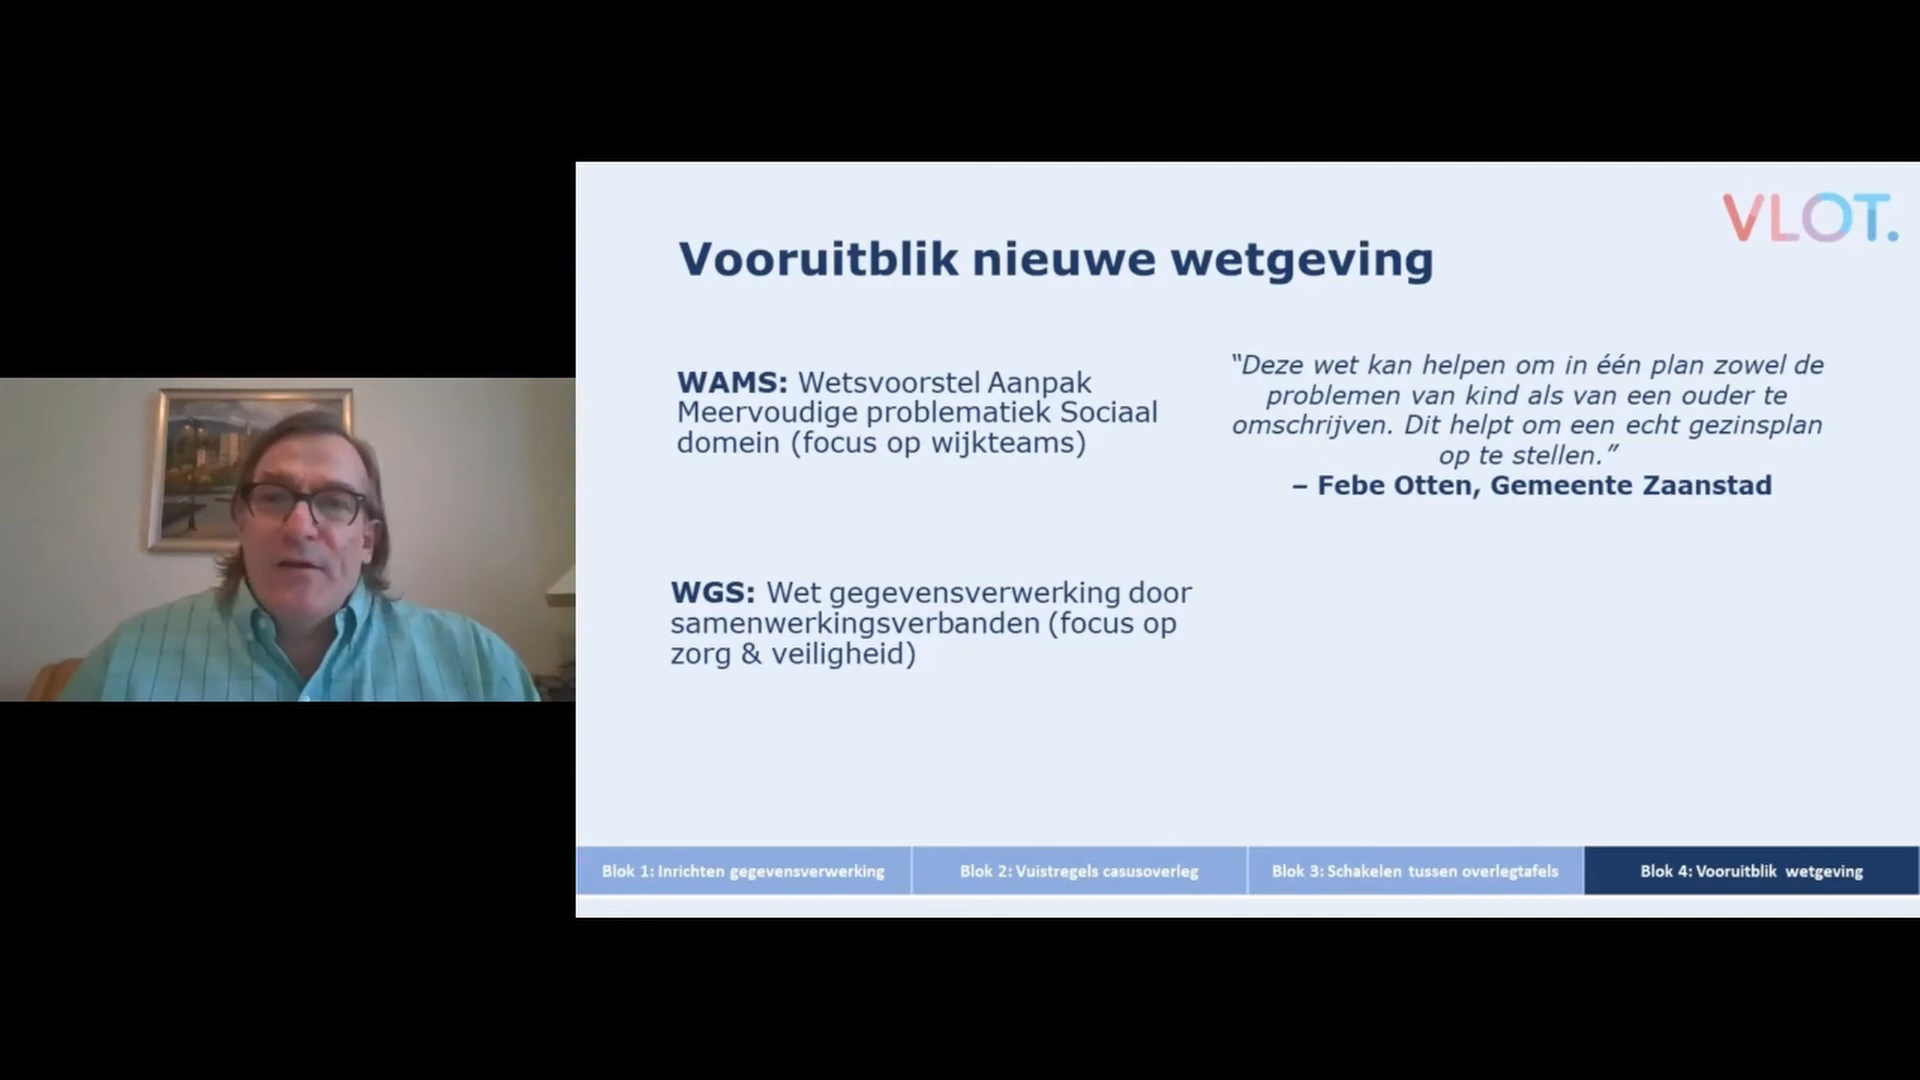 VLOT.
Vooruitblik nieuwe wetgeving
WAMS: Wetsvoorstel Aanpak
Meervoudige problematiek Sociaal
domein (focus op wijkteams)
“Deze wet kan helpen om in één plan zowel de
problemen van kind als van een ouder te
omschrijven. Dit helpt om een echt gezinsplan
op te stellen.”
– Febe Otten, Gemeente Zaanstad
WGS: Wet gegevensverwerking door
samenwerkingsverbanden (focus op
zorg & veiligheid)
Blok 1: Inrichten gegevensverwerking
Blok 2: Vuistregels casusoverleg
Blok 3: Schakelen tussen overlegtafels
Blok 4: Vooruitblik wetgeving